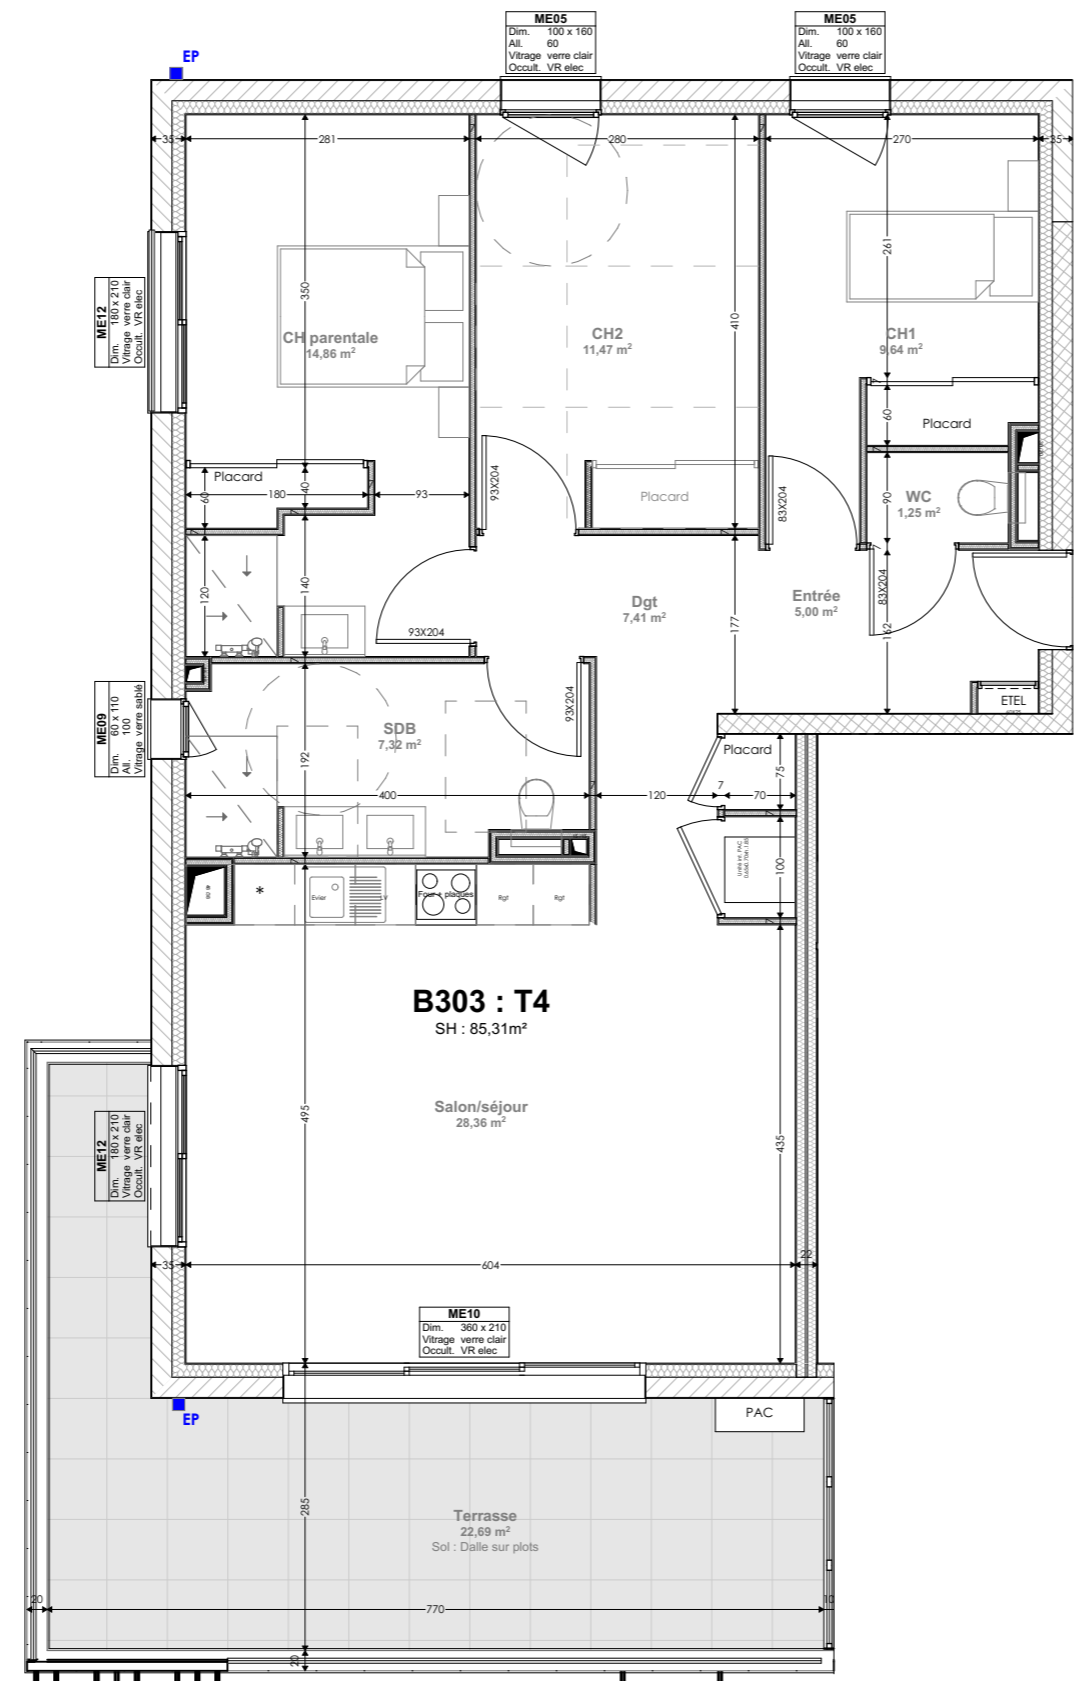 ME05
Dim. 100 x 160
All. 60
Vitrage verre clair
Occult. VR elec
ME05
Dim. 100 x 160
All. 60
Vitrage verre clair
Occult. VR elec
EP
35
281
280
270
35
ME12
Dim. 180 x 210
Vitrage verre clair
Occult. VR elec
350
410
261
CH parentale
14,86 m²
CH2
11,47 m²
CH1
9,64 m²
Placard
60
Placard
180
40
60
93
93X204
Placard
83X204
WC
1,25 m²
90
120
140
93X204
Dgt
7,41 m²
177
Entrée
5,00 m²
83X204
162
ETEL
ME09
Dim. 60 x 110
All. 100
Vitrage verre sablé
SDB
7,32 m²
93X204
192
400
7
120
Placard
75
7
70
100
*
Evier
LV
Four + plaques
Rgt
Rgt
B303 : T4
SH : 85,31m²
Salon/séjour
28,36 m²
495
435
ME12
Dim. 180 x 210
Vitrage verre clair
Occult. VR elec
35
604
22
ME10
Dim. 360 x 210
Vitrage verre clair
Occult. VR elec
EP
PAC
285
Terrasse
22,69 m²
Sol : Dalle sur plots
20
770
10
20